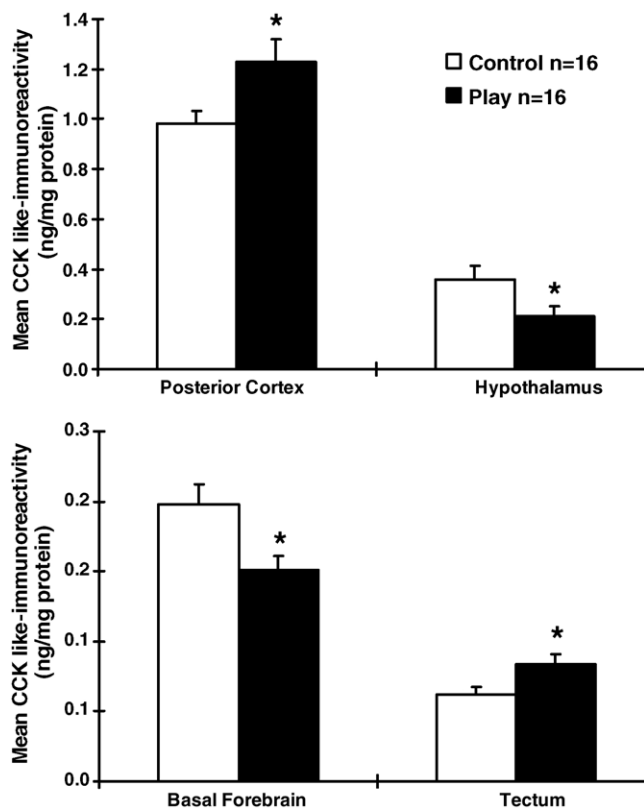 Mean CCK like-immunoreactivity
(ng/mg protein)
1.4
1.2
1.0
0.8
0.6
0.4
0.2
0.0
*
*
Control n=16
Play n=16
Posterior Cortex
Hypothalamus
Mean CCK like-immunoreactivity
(ng/mg protein)
0.3
0.2
0.2
0.1
0.1
0.0
*
*
Basal Forebrain
Tectum